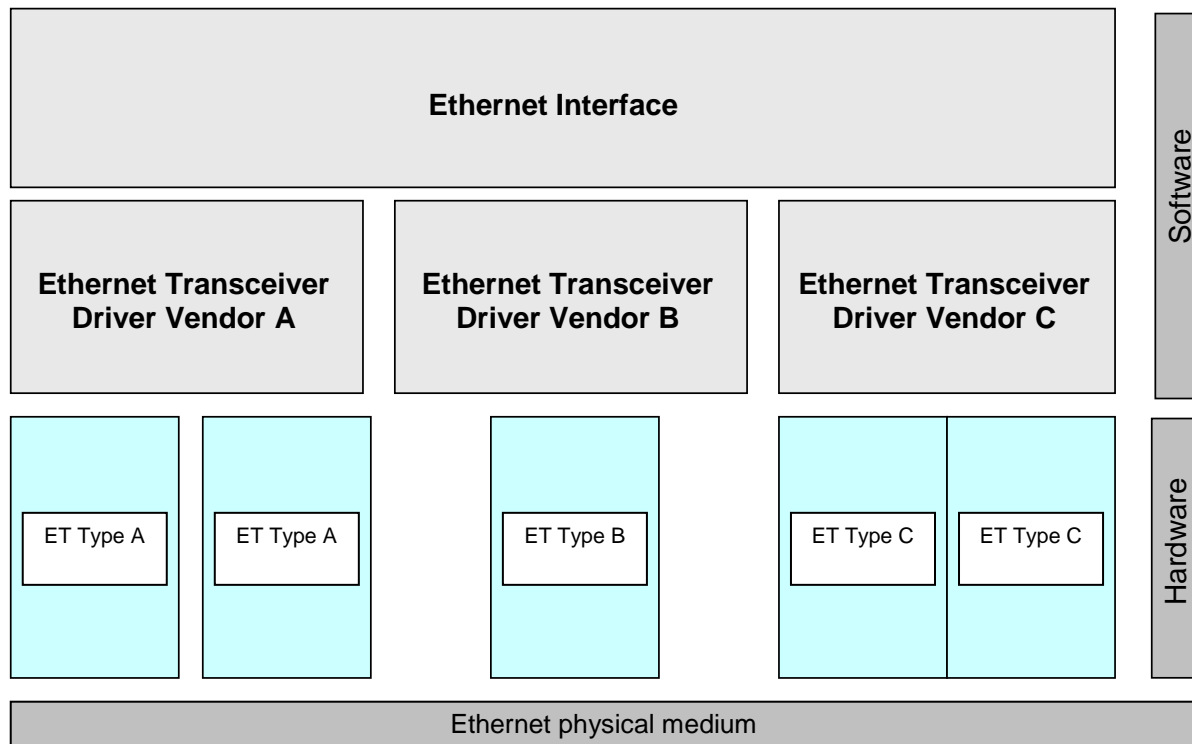 Ethernet Interface
Software
Ethernet Transceiver
Driver Vendor A
Ethernet Transceiver
Driver Vendor B
Ethernet Transceiver
Driver Vendor C
ET Type A
ET Type A
ET Type B
ET Type C
ET Type C
Hardware
Ethernet physical medium